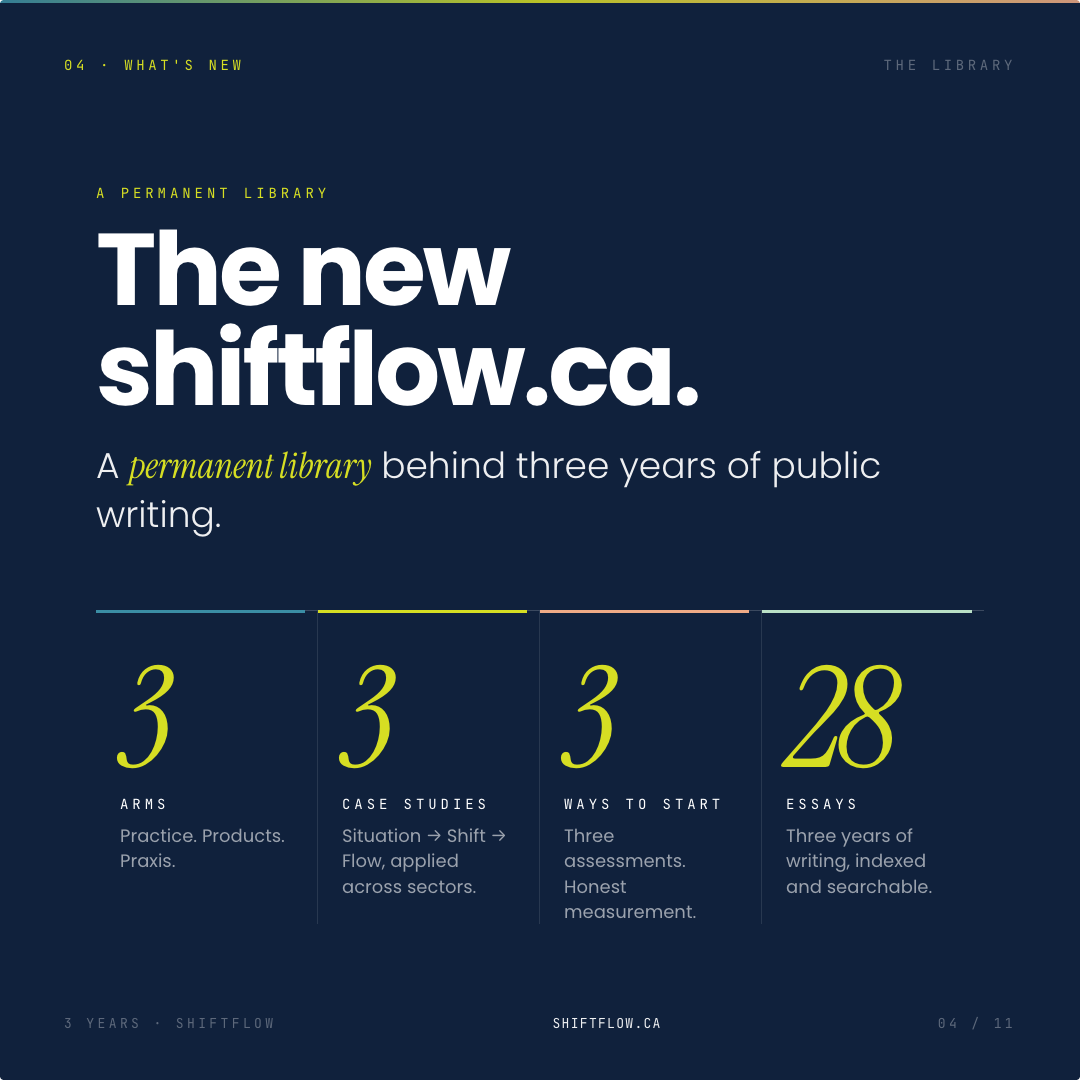 04 · WHAT'S NEW
THE LIBRARY
A PERMANENT LIBRARY
The new
shiftflow.ca.
A permanent library behind three years of public
writing.
3
ARMS
Practice. Products.
Praxis.
3
CASE STUDIES
Situation → Shift →
Flow, applied
across sectors.
3
WAYS TO START
Three
assessments.
Honest
measurement.
28
ESSAYS
Three years of
writing, indexed
and searchable.
3 YEARS · SHIFTFLOW
SHIFTFLOW.CA
04 / 11